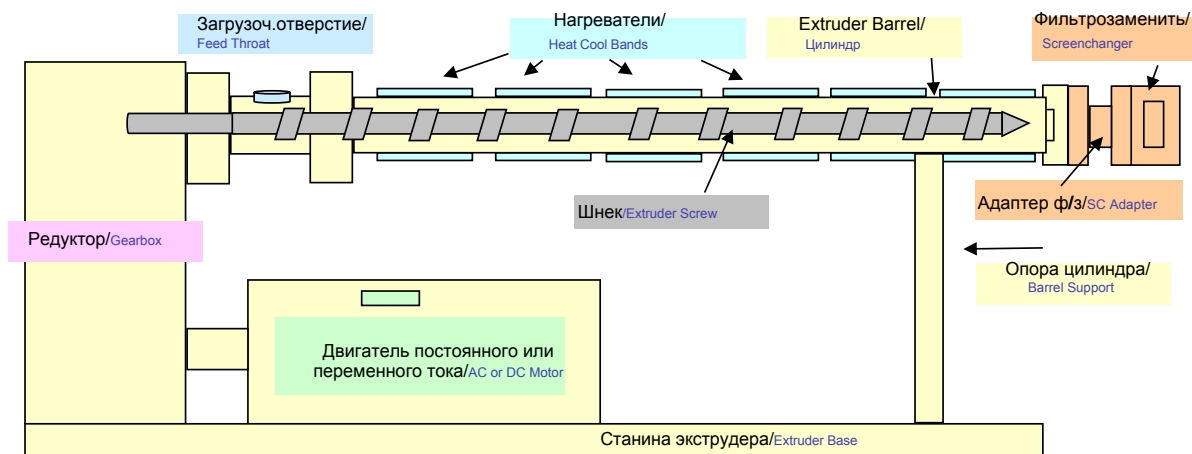 Загрузоч.отверстие/
Feed Throat
Нагреватели/
Heat Cool Bands
Extruder Barrel/
Цилиндр
Фильтрозаменить/
Screenchanger
Шнек/Extruder Screw
Адаптер ф/з/SC Adapter
Редуктор/Gearbox
Опора цилиндра/
Barrel Support
Двигатель постоянного или
переменного тока/AC or DC Motor
Станина экструдера/Extruder Base